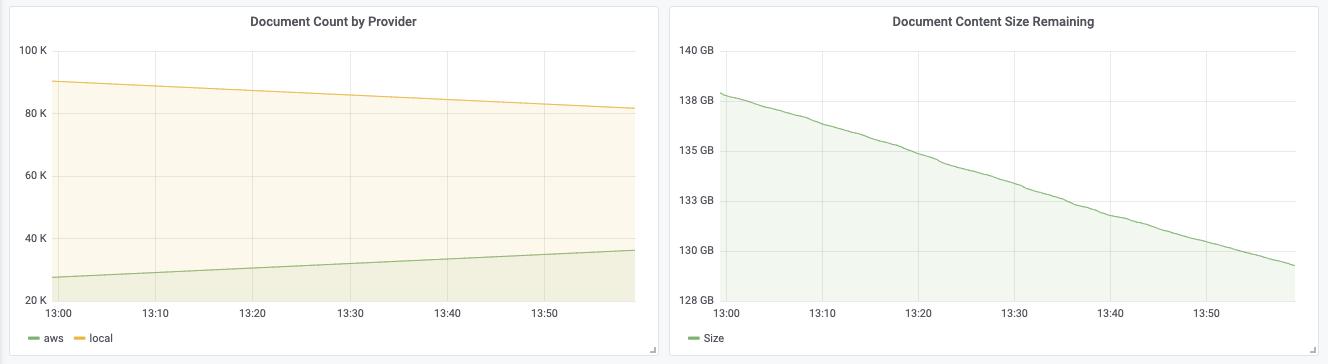 Document Count by Provider
100 K
80 K
60 K
40 K
20 K
13:00 13:10 13:20 13:30 13:40 13:50
aws local
Document Content Size Remaining
140 GB
138 GB
135 GB
133 GB
130 GB
128 GB
13:00 13:10 13:20 13:30 13:40 13:50
Size